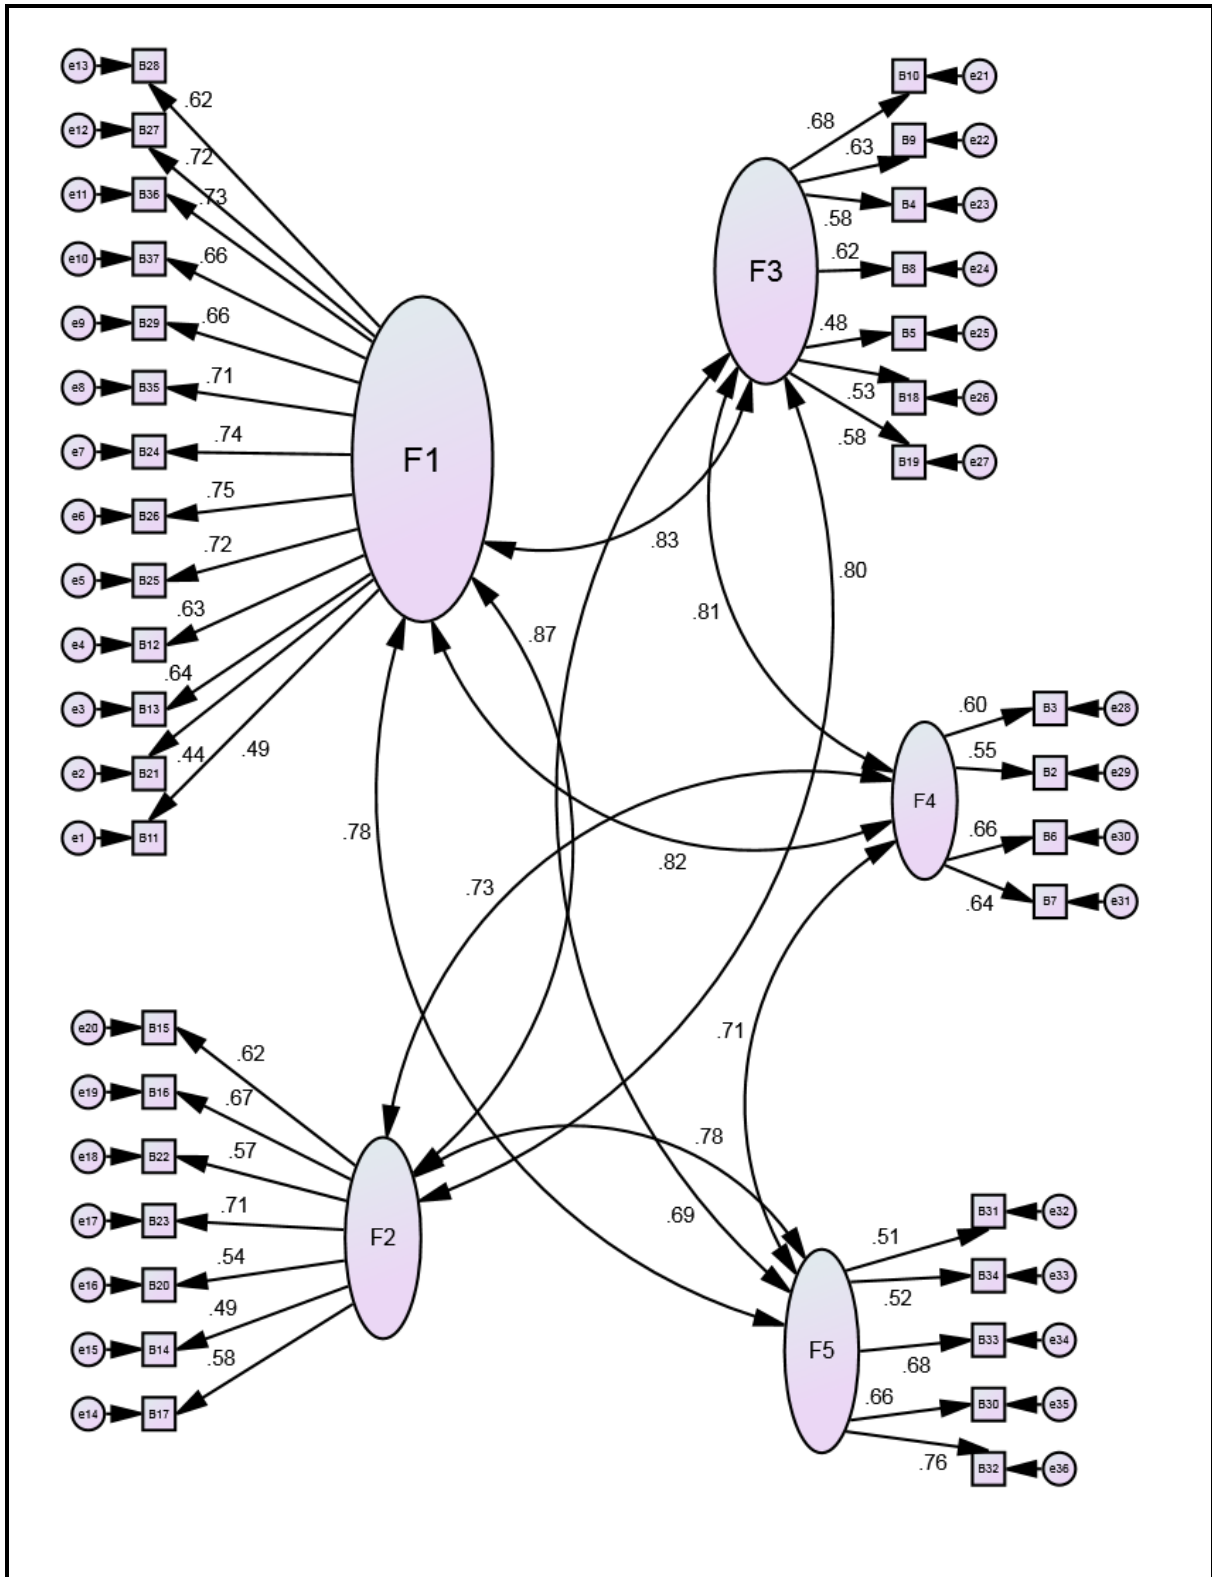 e13 B28 .62
e12 B27 .72
e11 B36 .73
e10 B37 .66
e9 B29 .66
e8 B35 .71
e7 B24 .74
e6 B26 .75
e5 B25 .72
e4 B12 .63
e3 B13 .64
e2 B21 .44
e1 B11 .49
F1
F3
.68 B10 e21
.63 B9 e22
.58 B4 e23
.62 B8 e24
.48 B5 e25
.53 B18 e26
.58 B19 e27
.83
.80
.81
.87
.78
.82
.73
F4
.60 B3 e28
.55 B2 e29
.66 B6 e30
.64 B7 e31
.71
.78
.69
e20 B15 .62
e19 B16 .67
e18 B22 .57
e17 B23 .71
e16 B20 .54
e15 B14 .49
e14 B17 .58
F2
F5
.51 B31 e32
.52 B34 e33
.68 B33 e34
.66 B30 e35
.76 B32 e36